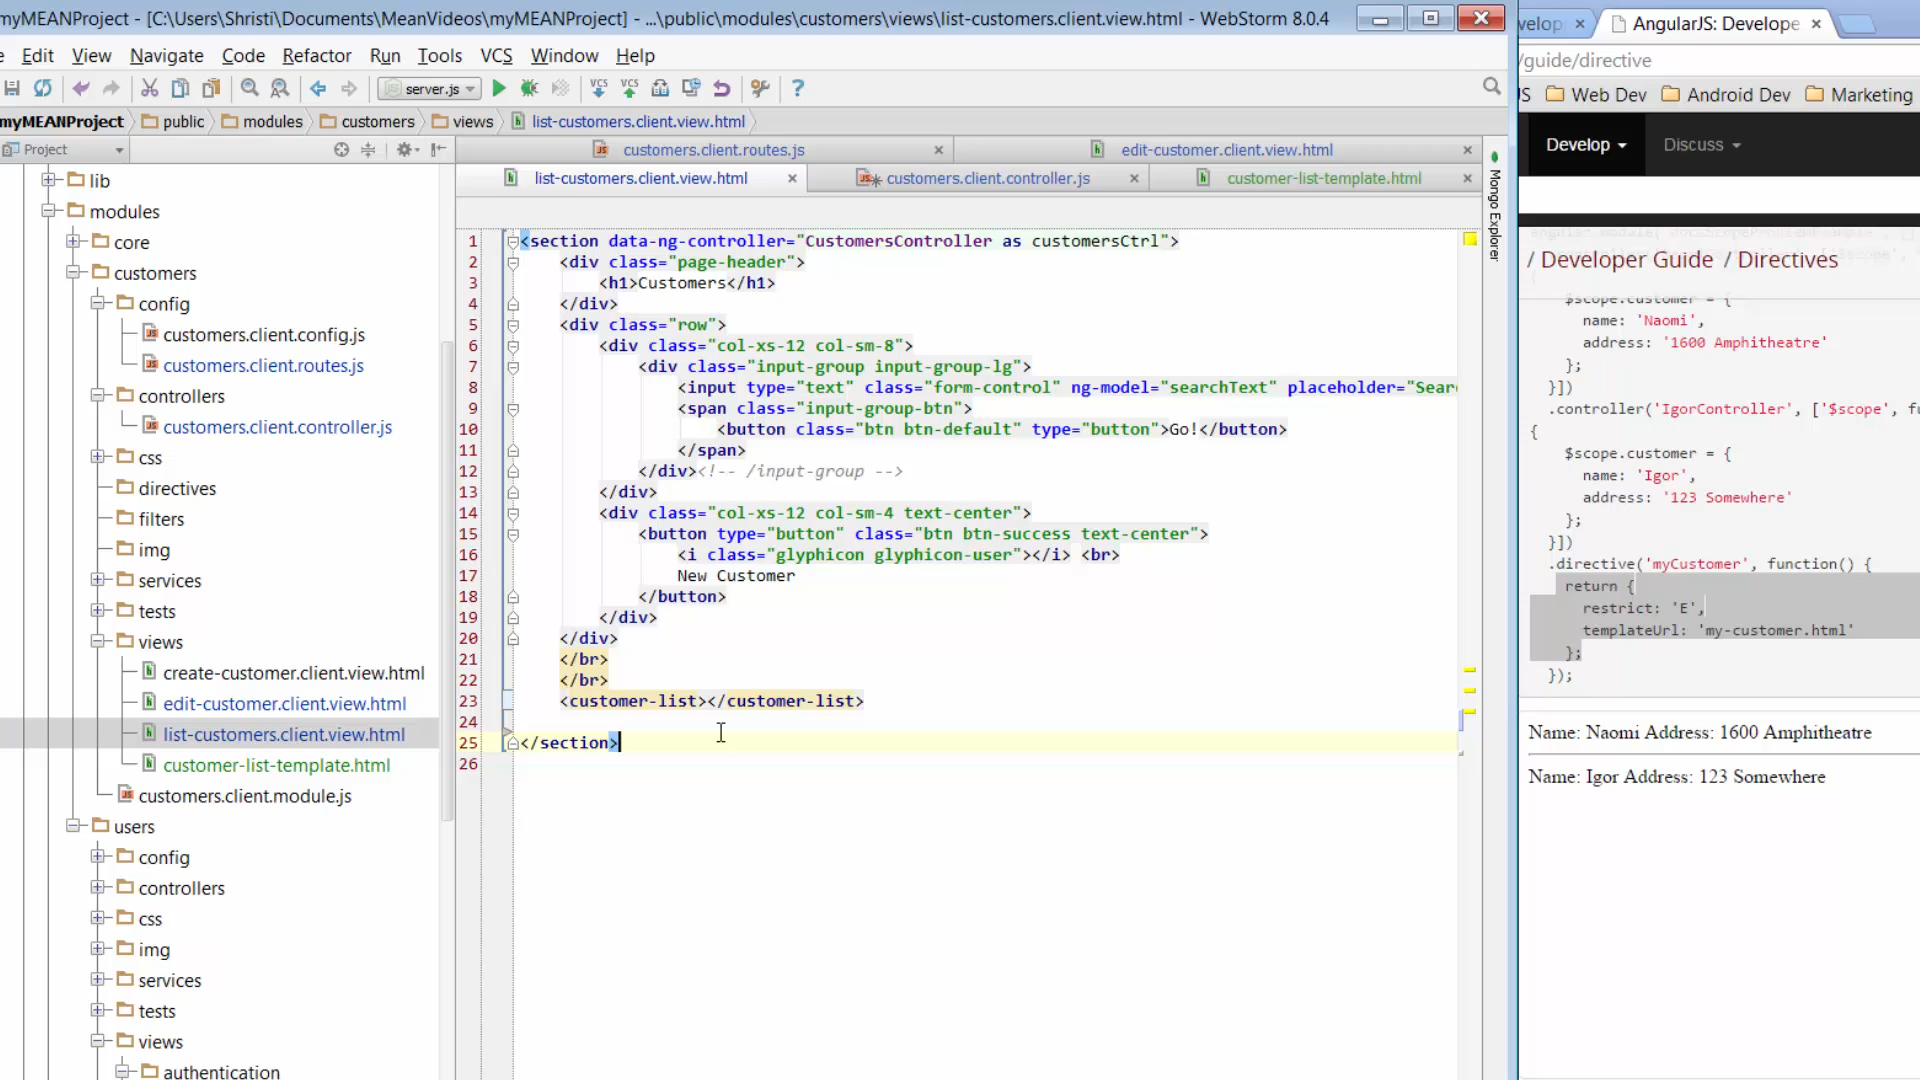 myMEANProject - [C:\Users\Shristi\Documents\MeanVideos\myMEANProject] - ...\public\modules\customers\views\list-customers.client.view.html - WebStorm 8.0.4
Edit View Navigate Code Refactor Run Tools VCS Window Help
server.js
myMEANProject public modules customers views list-customers.client.view.html
Project
lib
modules
core
customers
config
customers.client.config.js
customers.client.routes.js
controllers
customers.client.controller.js
css
directives
filters
img
services
tests
views
create-customer.client.view.html
edit-customer.client.view.html
list-customers.client.view.html
customer-list-template.html
customers.client.module.js
users
config
controllers
css
img
services
tests
views
authentication
customers.client.routes.js edit-customer.client.view.html
list-customers.client.view.html customers.client.controller.js customer-list-template.html
1 <section data-ng-controller="CustomersController as customersCtrl">
2 <div class="page-header">
3 <h1>Customers</h1>
4 </div>
5 <div class="row">
6 <div class="col-xs-12 col-sm-8">
7 <div class="input-group input-group-lg">
8 <input type="text" class="form-control" ng-model="searchText" placeholder="Sear
9 <span class="input-group-btn">
10 <button class="btn btn-default" type="button">Go!</button>
11 </span>
12 </div><!-- /input-group -->
13 </div>
14 <div class="col-xs-12 col-sm-4 text-center">
15 <button type="button" class="btn btn-success text-center">
16 <i class="glyphicon glyphicon-user"></i> <br>
17 New Customer
18 </button>
19 </div>
20 </div>
21 </br>
22 </br>
23 <customer-list></customer-list>
24
25 </section>
26
Mongo Explorer
velop AngularJS: Develope
/guide/directive
JS Web Dev Android Dev Marketing
Develop Discuss
/ Developer Guide / Directives
$scope.customer = {
name: 'Naomi',
address: '1600 Amphitheatre'
};
}])
.controller('IgorController', ['$scope', fu
{
$scope.customer = {
name: 'Igor',
address: '123 Somewhere'
};
}])
.directive('myCustomer', function() {
return {
restrict: 'E',
templateUrl: 'my-customer.html'
};
});
Name: Naomi Address: 1600 Amphitheatre
Name: Igor Address: 123 Somewhere